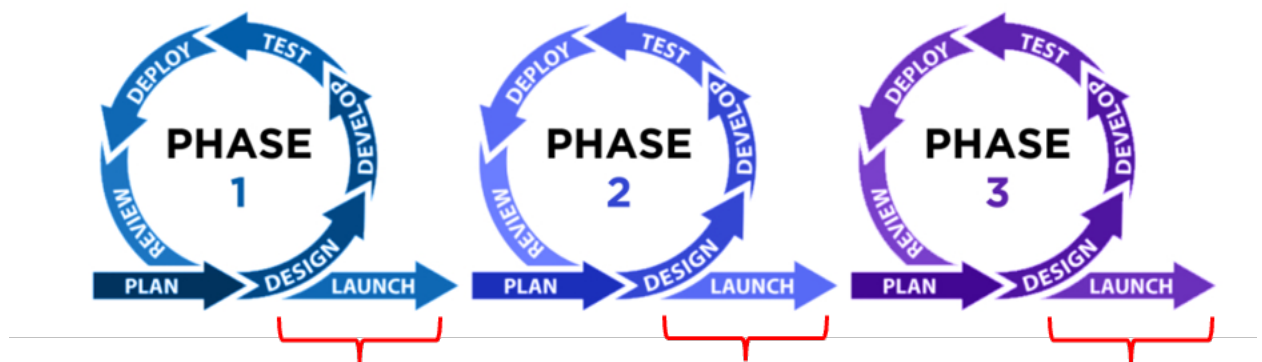 DEPLOY
TEST
DEVELOP
PHASE
1
REVIEW
DESIGN
PLAN
LAUNCH
DEPLOY
TEST
DEVELOP
PHASE
2
REVIEW
DESIGN
PLAN
LAUNCH
DEPLOY
TEST
DEVELOP
PHASE
3
REVIEW
DESIGN
PLAN
LAUNCH